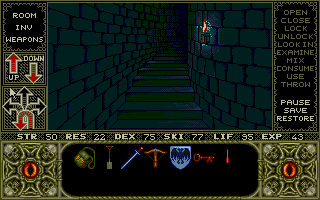 ROOM
INV
WEAPONS
UP
DOWN
OPEN
CLOSE
LOCK
UNLOCK
LOOK IN
EXAMINE
MIX
CONSUME
USE
THROW
PAUSE
SAVE
RESTORE
STR 50 RES 22 DEX 75 SKI 77 LIF 95 EXP 43